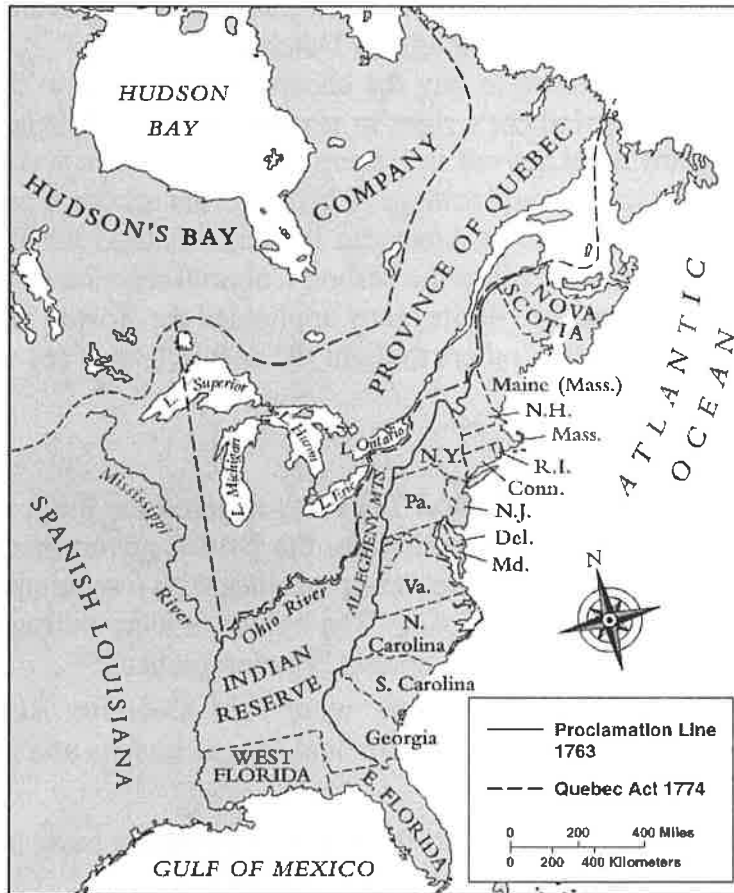 HUDSON
BAY
HUDSON'S BAY COMPANY
PROVINCE OF QUEBEC
NOVA
SCOTIA
ATLANTIC
OCEAN
L. Superior
L. Michigan
L. Huron
L. Ontario
L. Erie
Maine (Mass.)
N.H.
Mass.
R.I.
Conn.
N.Y.
Pa.
N.J.
Del.
Md.
ALLEGHENY MTS.
Mississippi
River
SPANISH LOUISIANA
Ohio River
Va.
N.
Carolina
S. Carolina
Georgia
INDIAN
RESERVE
WEST
FLORIDA
E. FLORIDA
GULF OF MEXICO
N
Proclamation Line
1763
Quebec Act 1774
0 200 400 Miles
0 200 400 Kilometers